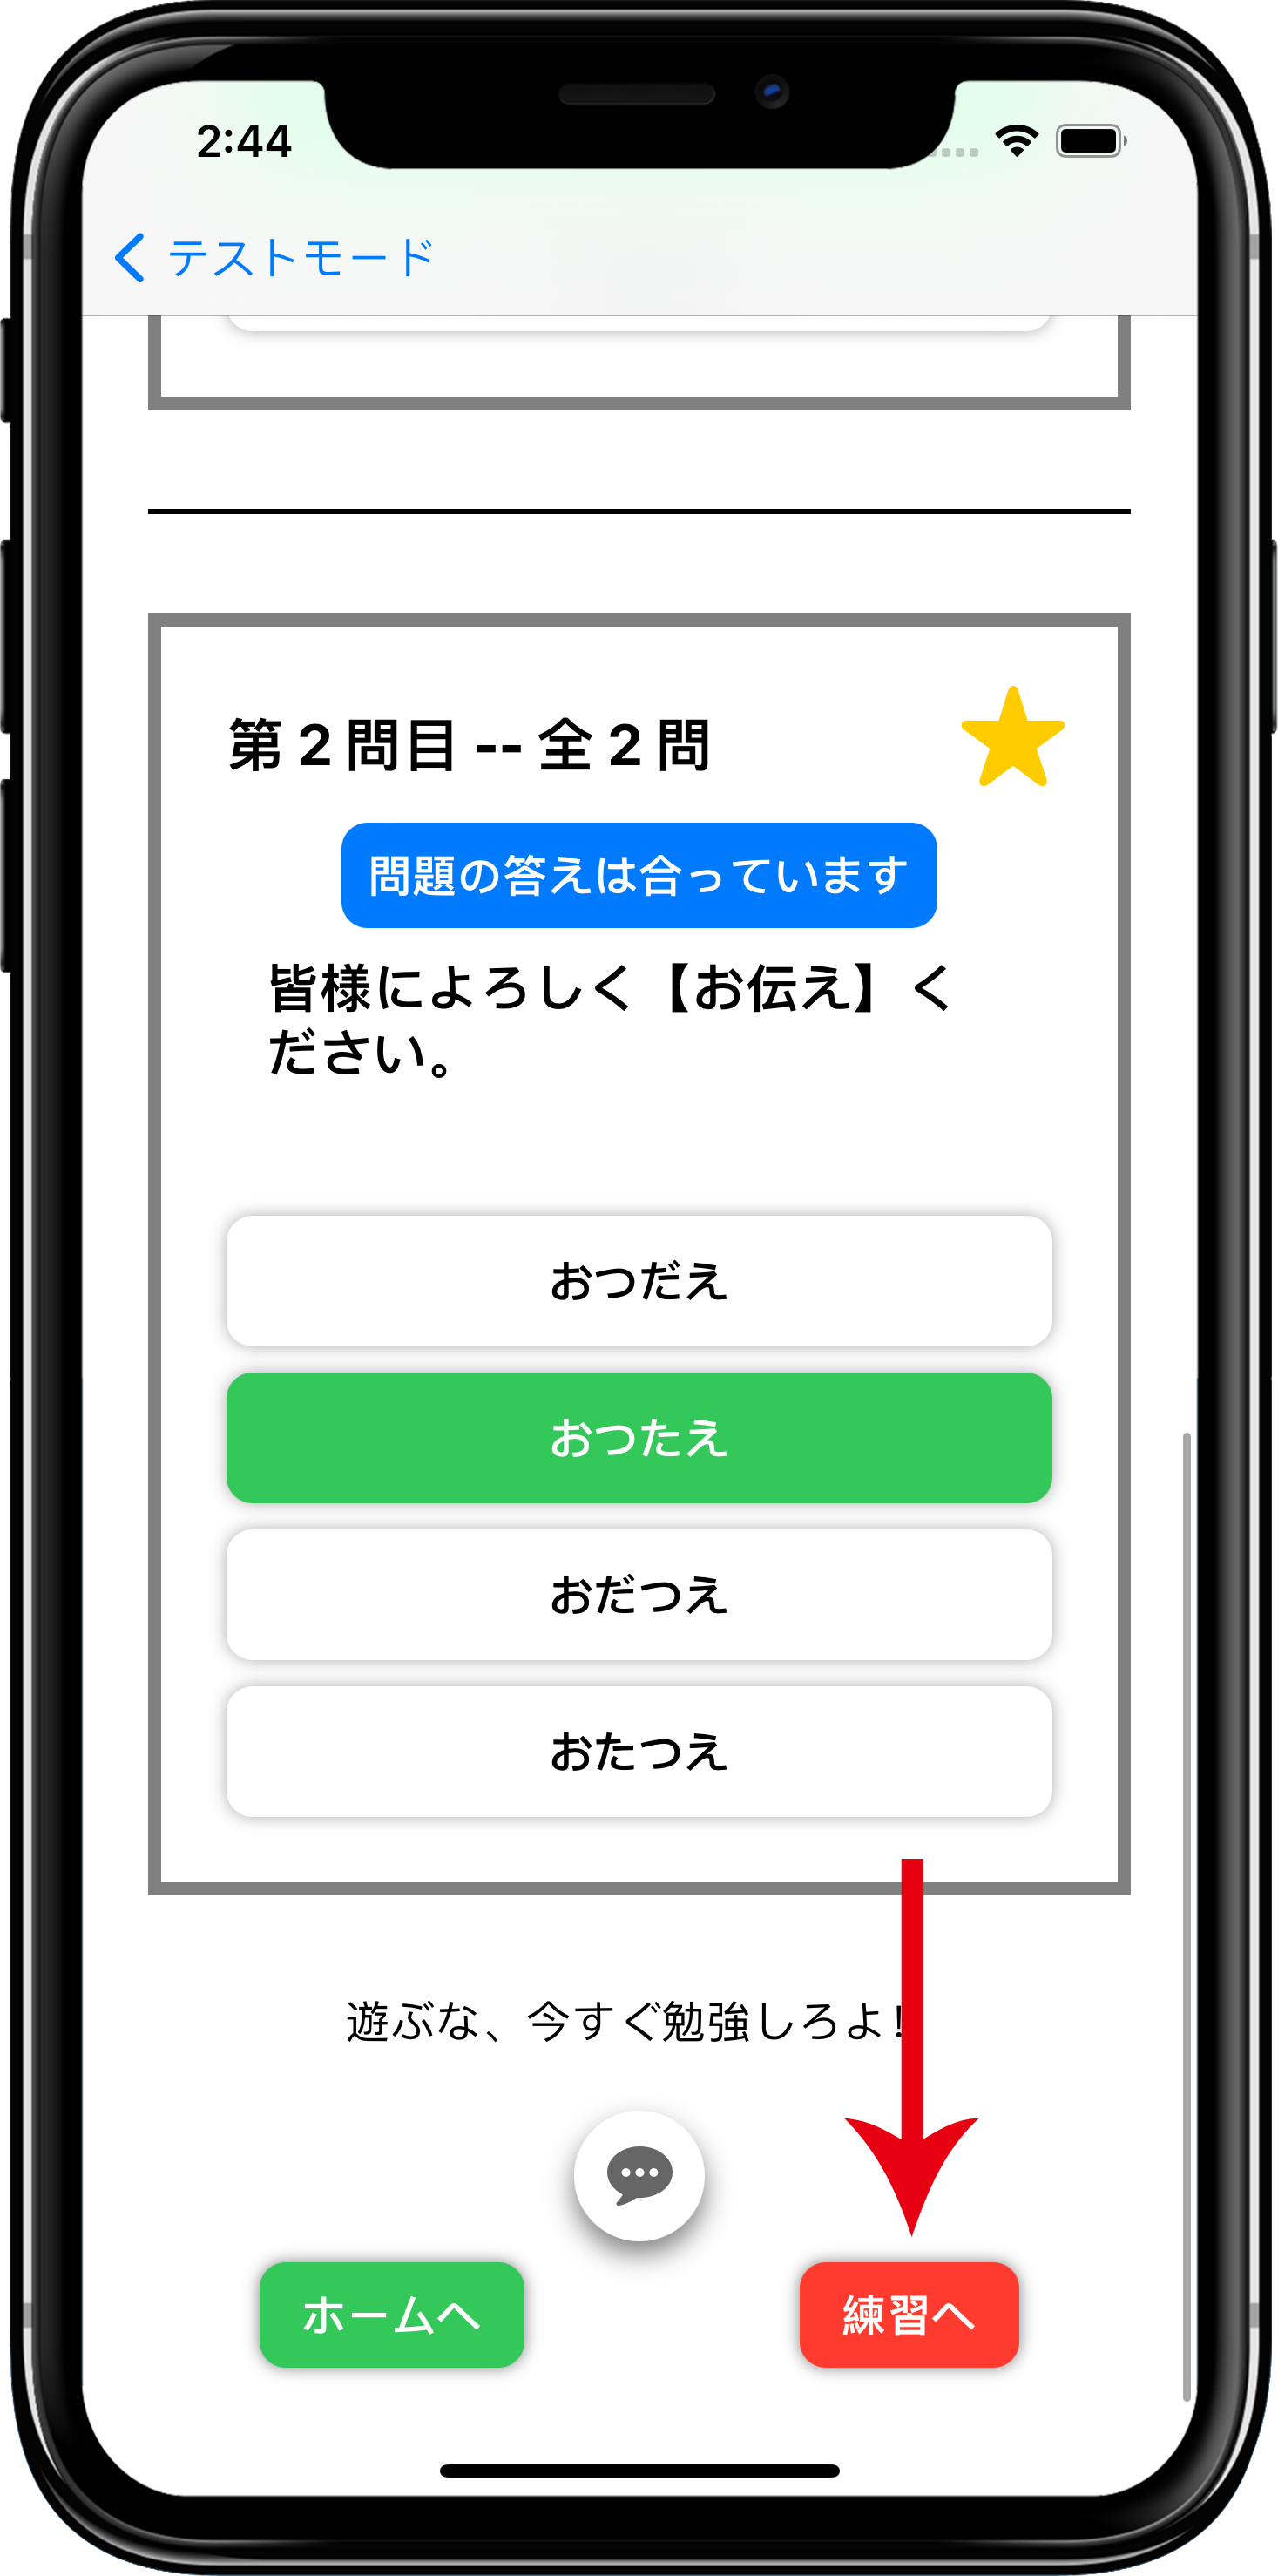 2:44
テストモード
第 2 問目 -- 全 2 問
問題の答えは合っています
皆様によろしく【お伝え】く
ださい。
おつだえ
おつたえ
おだつえ
おたつえ
遊ぶな、今すぐ勉強しろよ!
ホームへ
練習へ